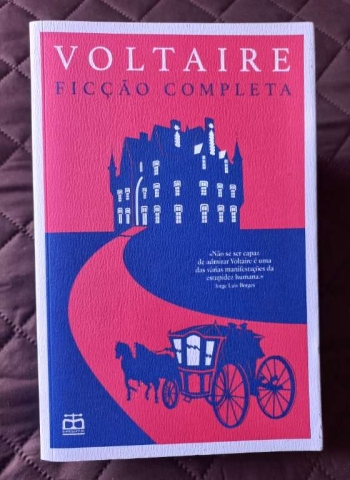 VOLTAIRE
FICÇÃO COMPLETA
«Não se ser capaz
de admirar Voltaire é uma
das várias manifestações da
estupidez humana.»
Jorge Luis Borges